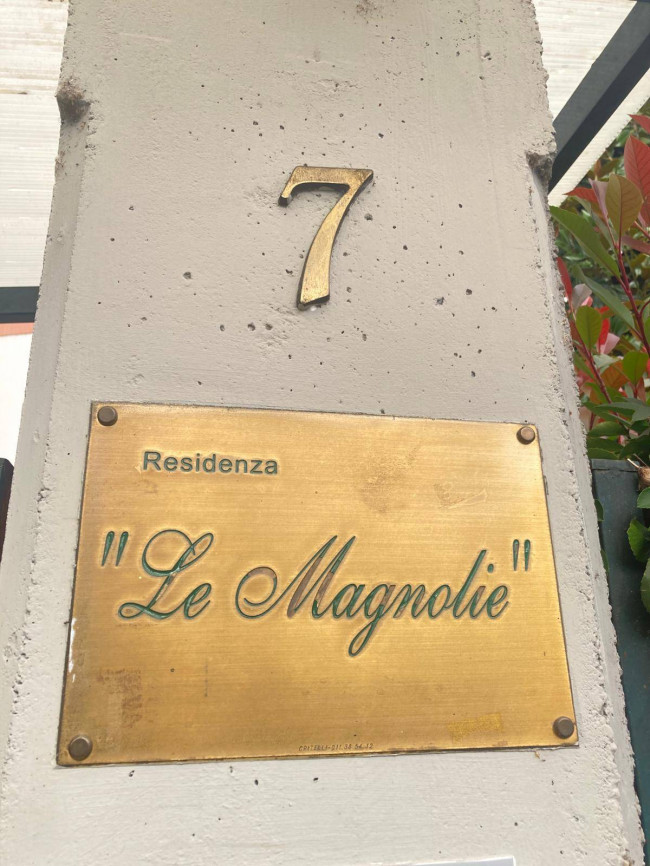 7
Residenza
"Le Magnolie"